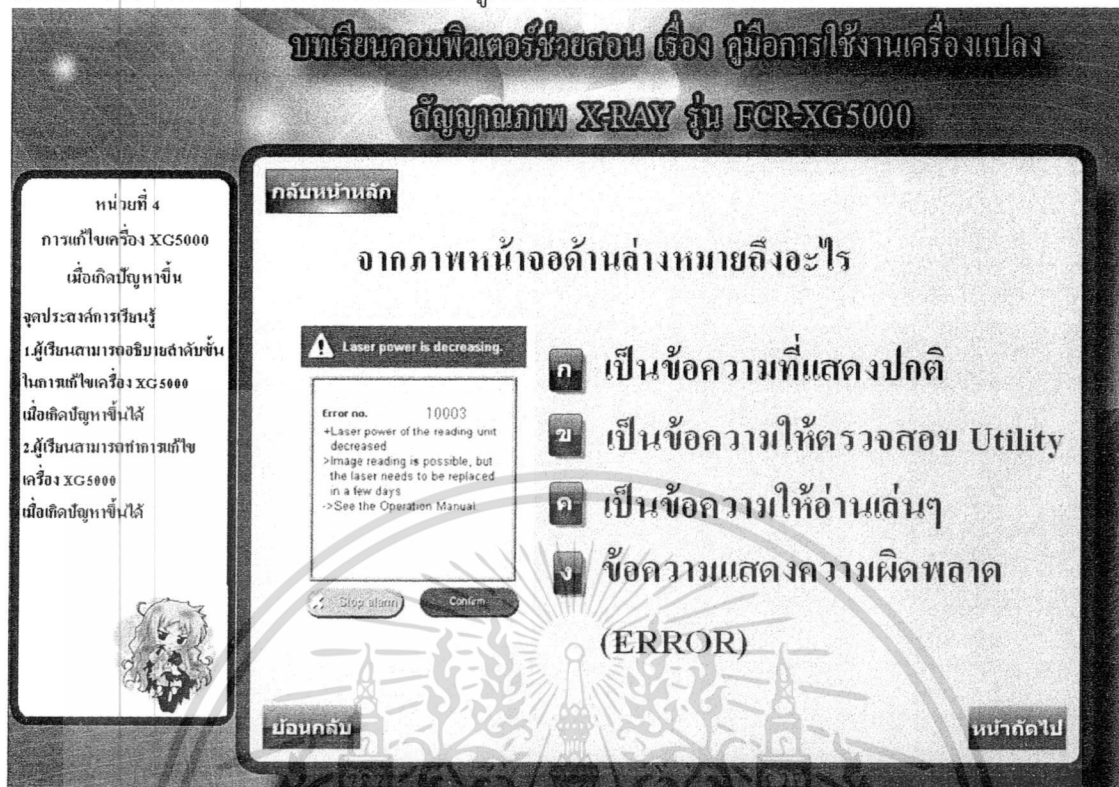 บทเรียนคอมพิวเตอร์ช่วยสอน เรื่อง คู่มือการใช้งานเครื่องแปลง
สัญญาณภาพ X-RAY รุ่น FCR-XG5000
หน่วยที่ 4
การแก้ไขเครื่อง XG5000
เมื่อเกิดปัญหาขึ้น
จุดประสงค์การเรียนรู้
1.ผู้เรียนสามารถอธิบายลำดับขั้น
ในการแก้ไขเครื่อง XG5000
เมื่อเกิดปัญหาขึ้นได้
2.ผู้เรียนสามารถทำการแก้ไข
เครื่อง XG5000
เมื่อเกิดปัญหาขึ้นได้
กลับหน้าหลัก
จากภาพหน้าจอด้านล่างหมายถึงอะไร
Laser power is decreasing.
Error no. 10003
+Laser power of the reading unit
decreased
>Image reading is possible, but
the laser needs to be replaced
in a few days
->See the Operation Manual
Stop alarm
Confirm
ก เป็นข้อความที่แสดงปกติ
ข เป็นข้อความให้ตรวจสอบ Utility
ค เป็นข้อความให้อ่านเล่นๆ
ง ข้อความแสดงความผิดพลาด
(ERROR)
ย้อนกลับ
หน้าถัดไป